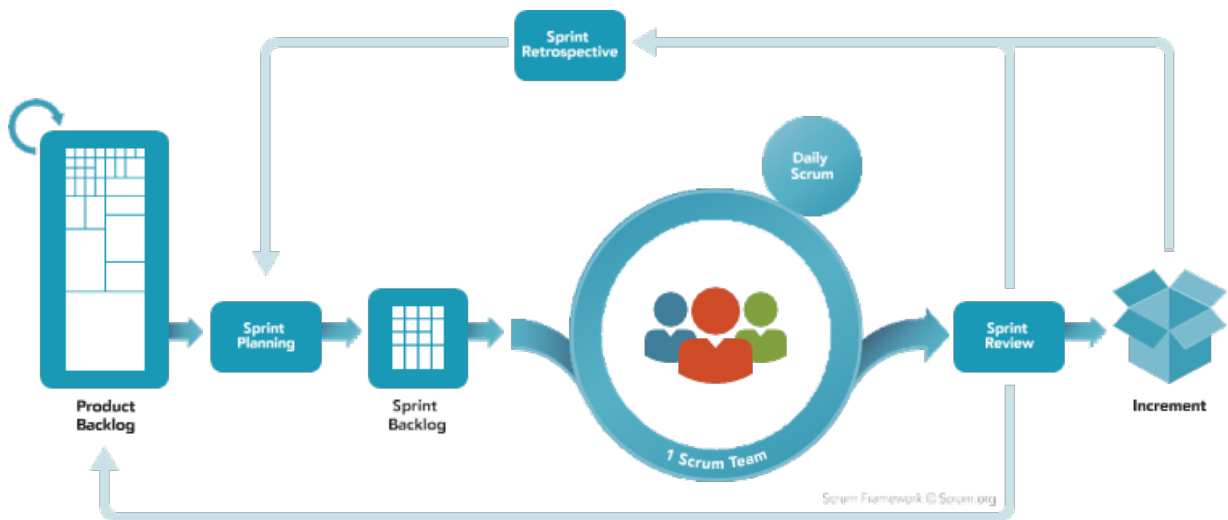 Sprint
Retrospective
Daily
Scrum
Sprint
Planning
Sprint
Review
Product
Backlog
Sprint
Backlog
Increment
1 Scrum Team
Scrum Framework © Scrum.org